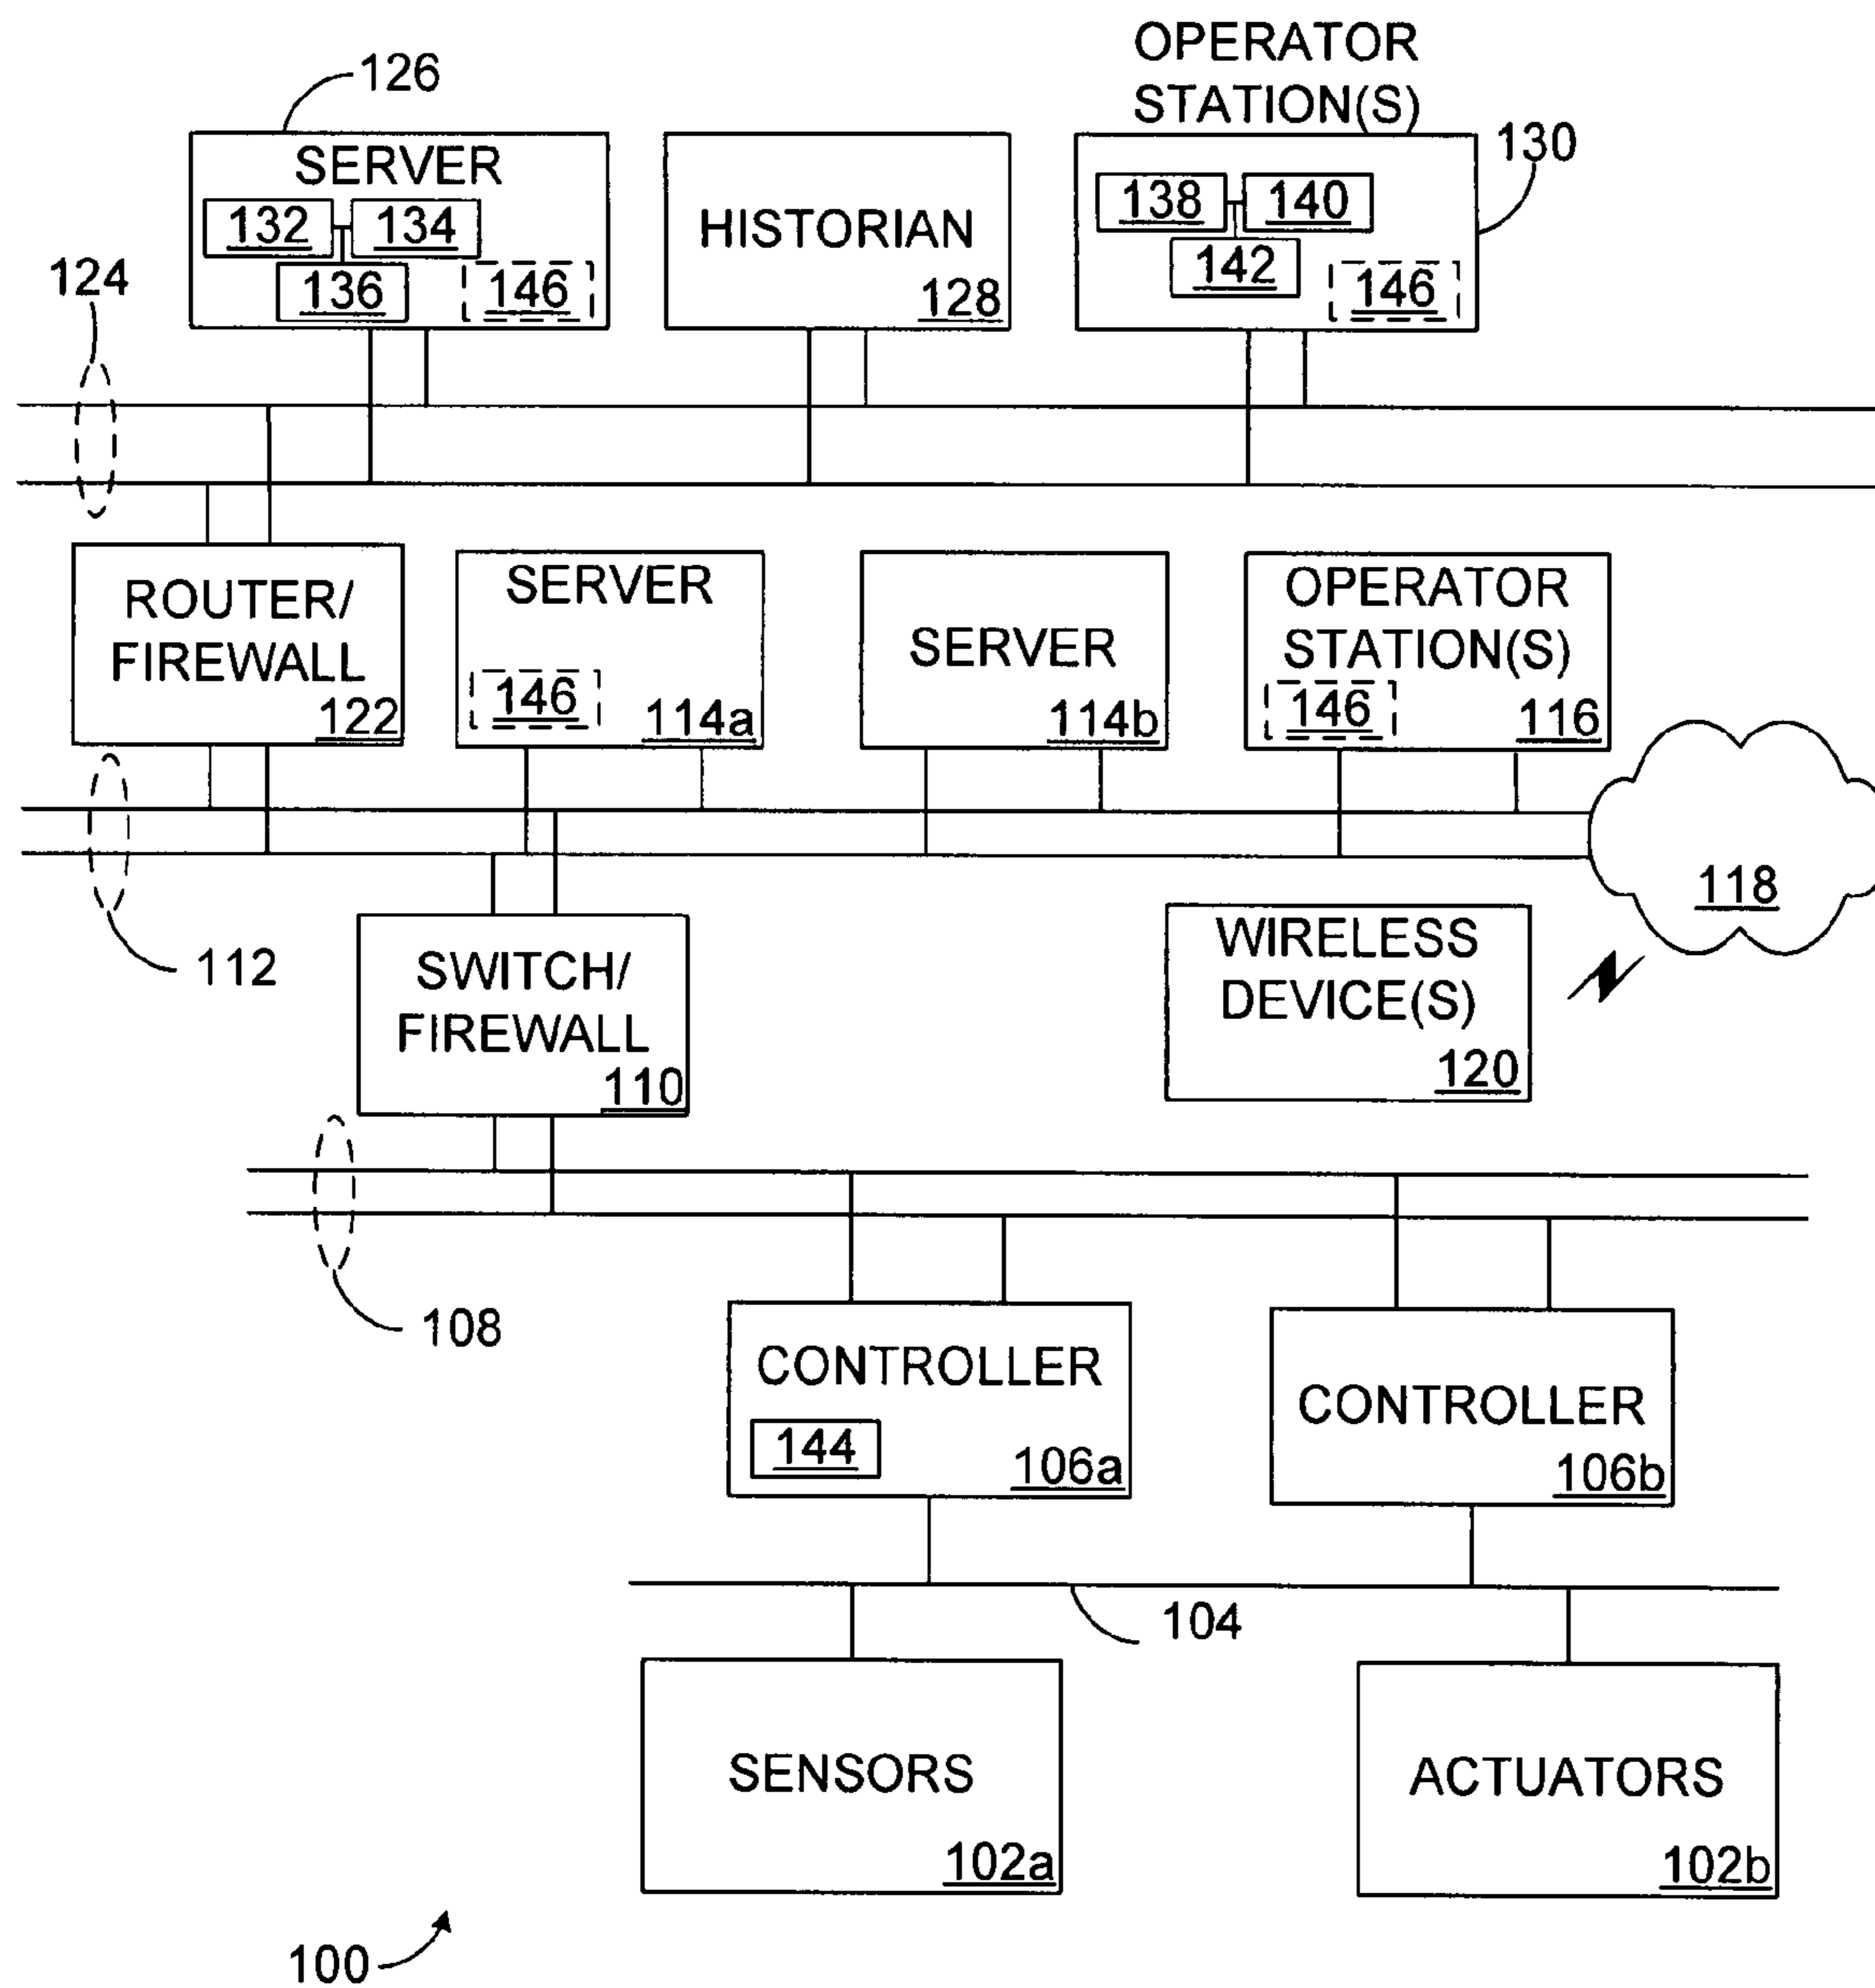 OPERATOR
STATION(S)
126
130
SERVER
132
134
136
146
HISTORIAN
128
138
140
142
146
124
ROUTER/
FIREWALL
122
SERVER
146
114a
SERVER
114b
OPERATOR
STATION(S)
146
116
118
112
SWITCH/
FIREWALL
110
WIRELESS
DEVICE(S)
120
108
CONTROLLER
144
106a
CONTROLLER
106b
104
SENSORS
102a
ACTUATORS
102b
100